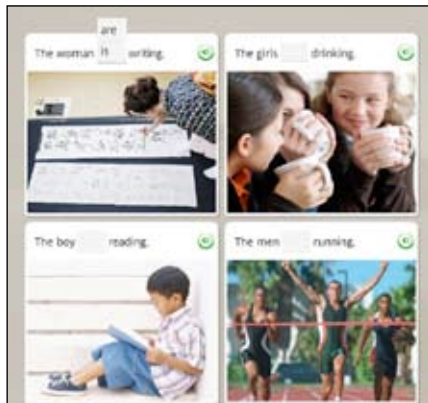 are
The woman is writing.
The girls drinking.
The boy reading.
The men running.